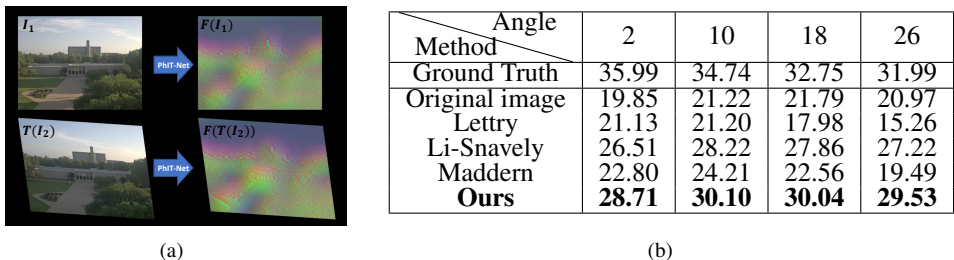 I₁
PhIT-Net
F(I₁)
T(I₂)
PhIT-Net
F(T(I₂))
(a)
Angle
Method
2 10 18 26
Ground Truth 35.99 34.74 32.75 31.99
Original image 19.85 21.22 21.79 20.97
Lettry 21.13 21.20 17.98 15.26
Li-Snavely 26.51 28.22 27.86 27.22
Maddern 22.80 24.21 22.56 19.49
Ours 28.71 30.10 30.04 29.53
(b)